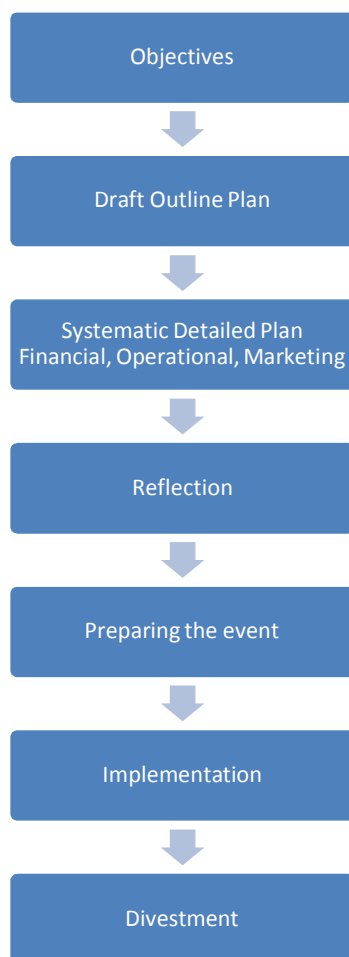 Objectives
Draft Outline Plan
Systematic Detailed Plan
Financial, Operational, Marketing
Reflection
Preparing the event
Implementation
Divestment